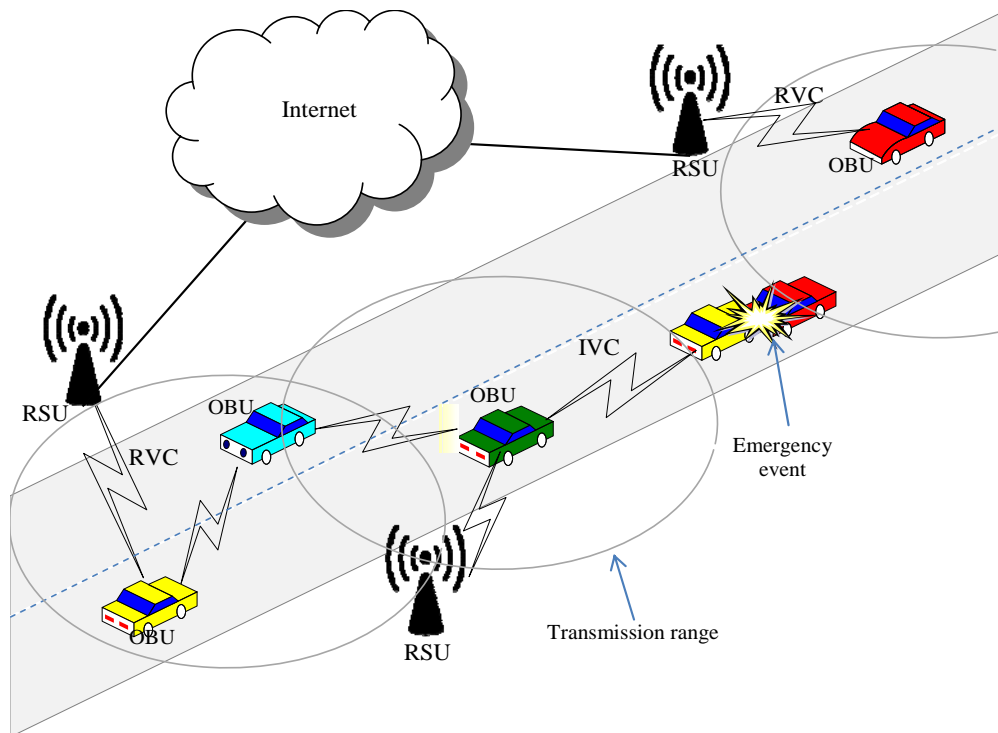 Internet
RVC
RSU
OBU
IVC
RSU
OBU
OBU
RVC
Emergency
event
OBU
RSU
Transmission range